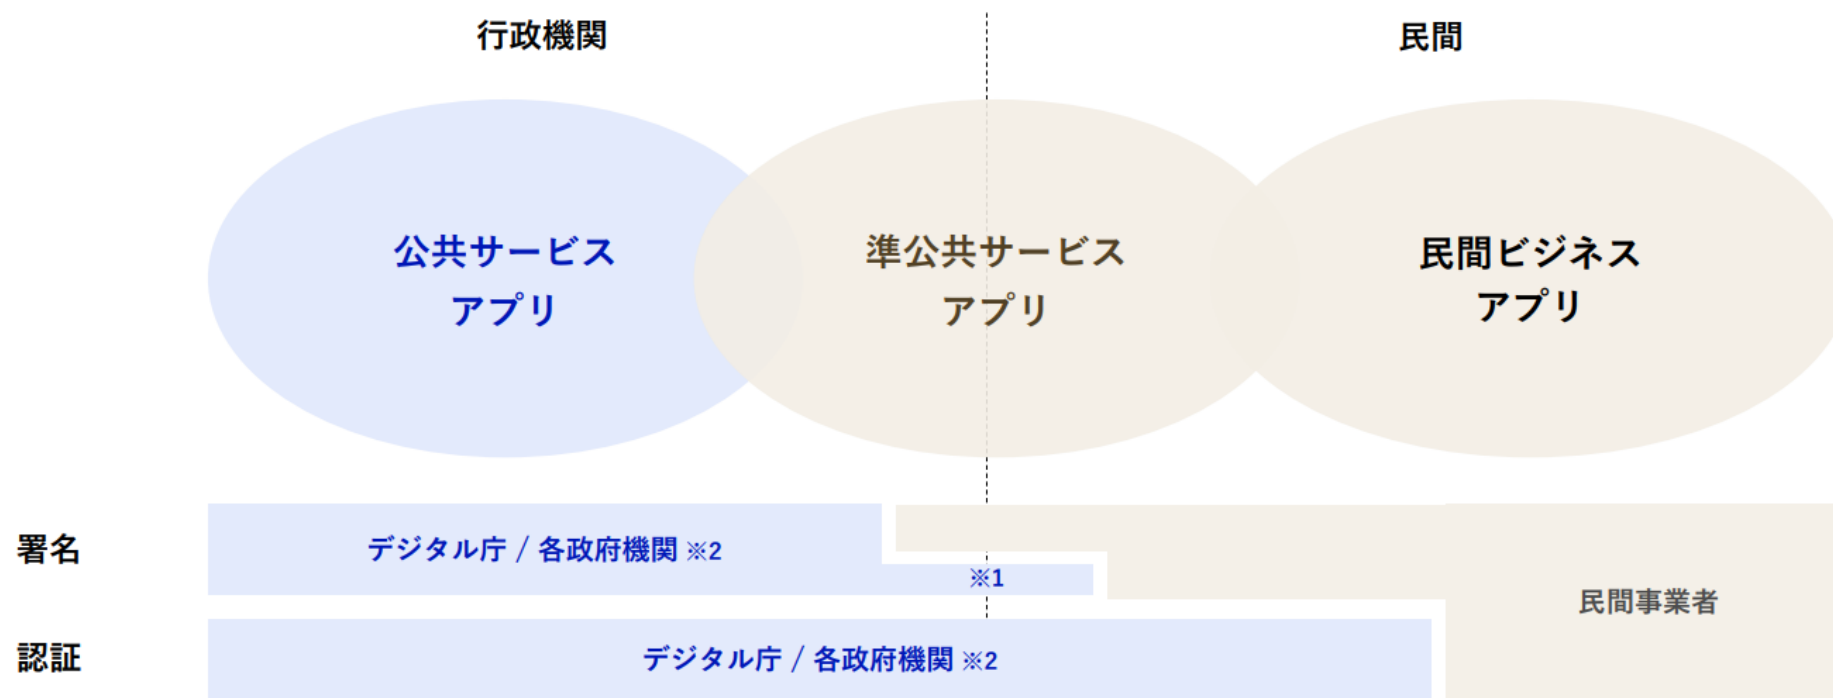 行政機関
民間
公共サービス
アプリ
準公共サービス
アプリ
民間ビジネス
アプリ
署名
デジタル庁 / 各政府機関 ※2
※1
民間事業者
認証
デジタル庁 / 各政府機関 ※2